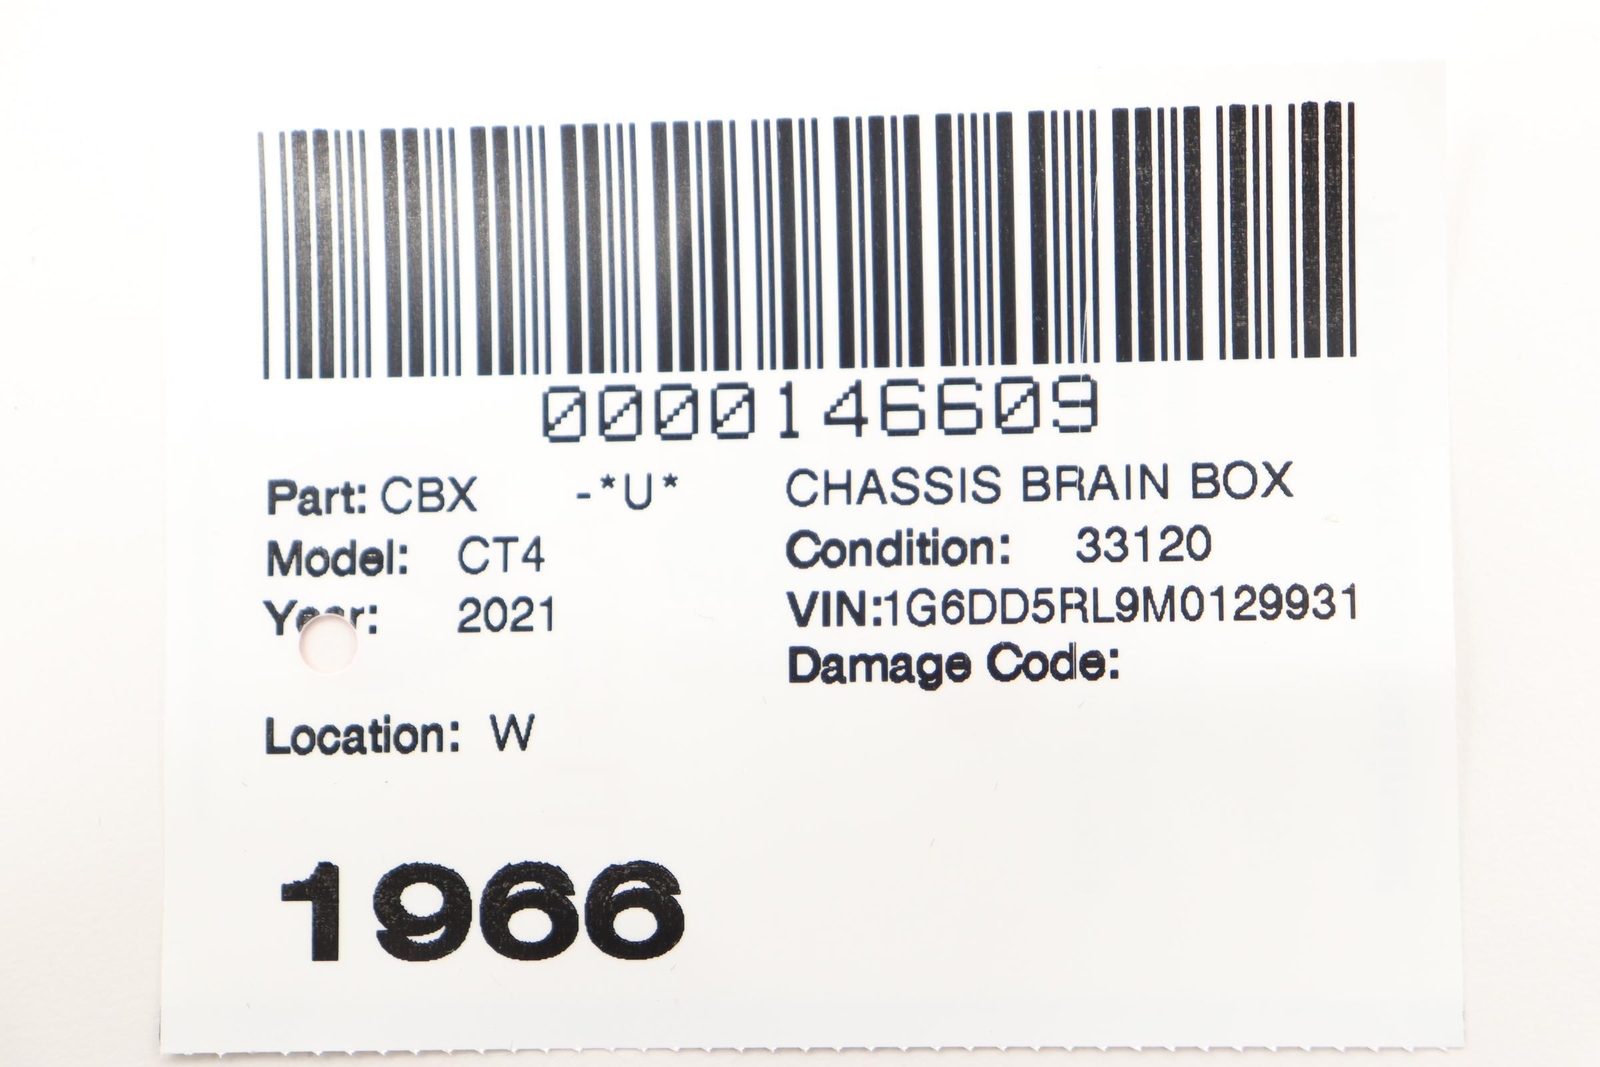 0000146609
Part: CBX -*U* CHASSIS BRAIN BOX
Model: CT4 Condition: 33120
Year: 2021 VIN:1G6DD5RL9M0129931
Damage Code:
Location: W
1966